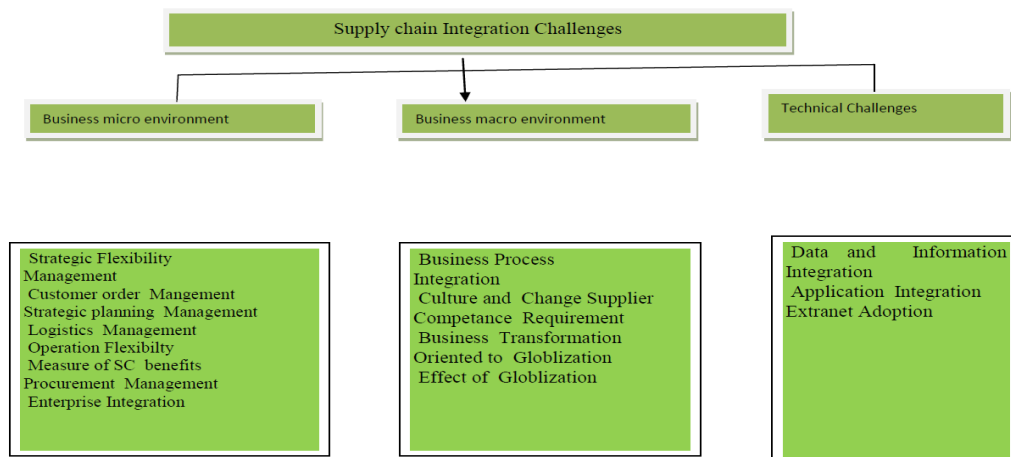 Supply chain Integration Challenges
Business micro environment
Business macro environment
Technical Challenges
Strategic Flexibility
Management
Customer order Mangement
Strategic planning Management
Logistics Management
Operation Flexibilty
Measure of SC benefits
Procurement Management
Enterprise Integration
Business Process
Integration
Culture and Change Supplier
Competance Requirement
Business Transformation
Oriented to Globlization
Effect of Globlization
Data and Information
Integration
Application Integration
Extranet Adoption